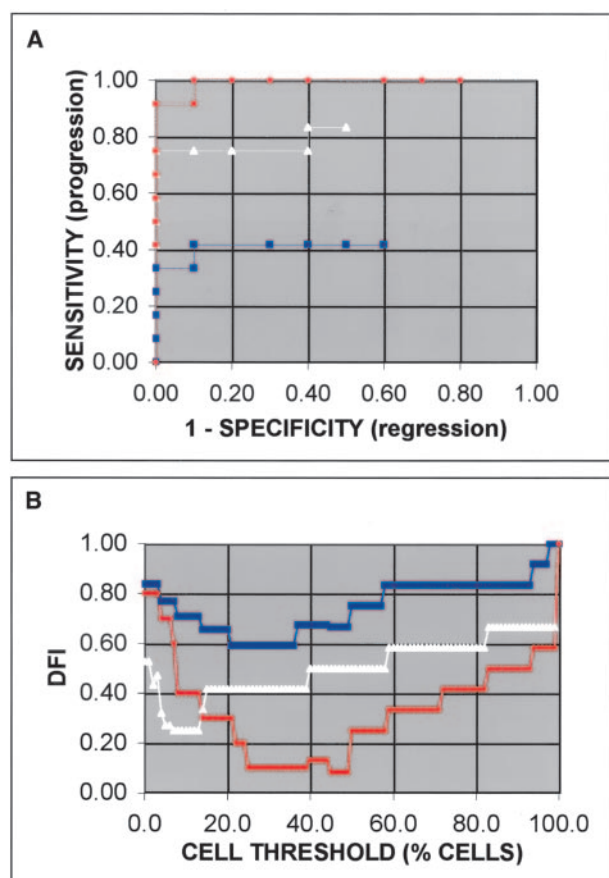 A
SENSITIVITY (progression)
1.00
0.80
0.60
0.40
0.20
0.00
0.00 0.20 0.40 0.60 0.80 1.00
1 - SPECIFICITY (regression)
B
DFI
1.00
0.80
0.60
0.40
0.20
0.00
0.0 20.0 40.0 60.0 80.0 100.0
CELL THRESHOLD (% CELLS)